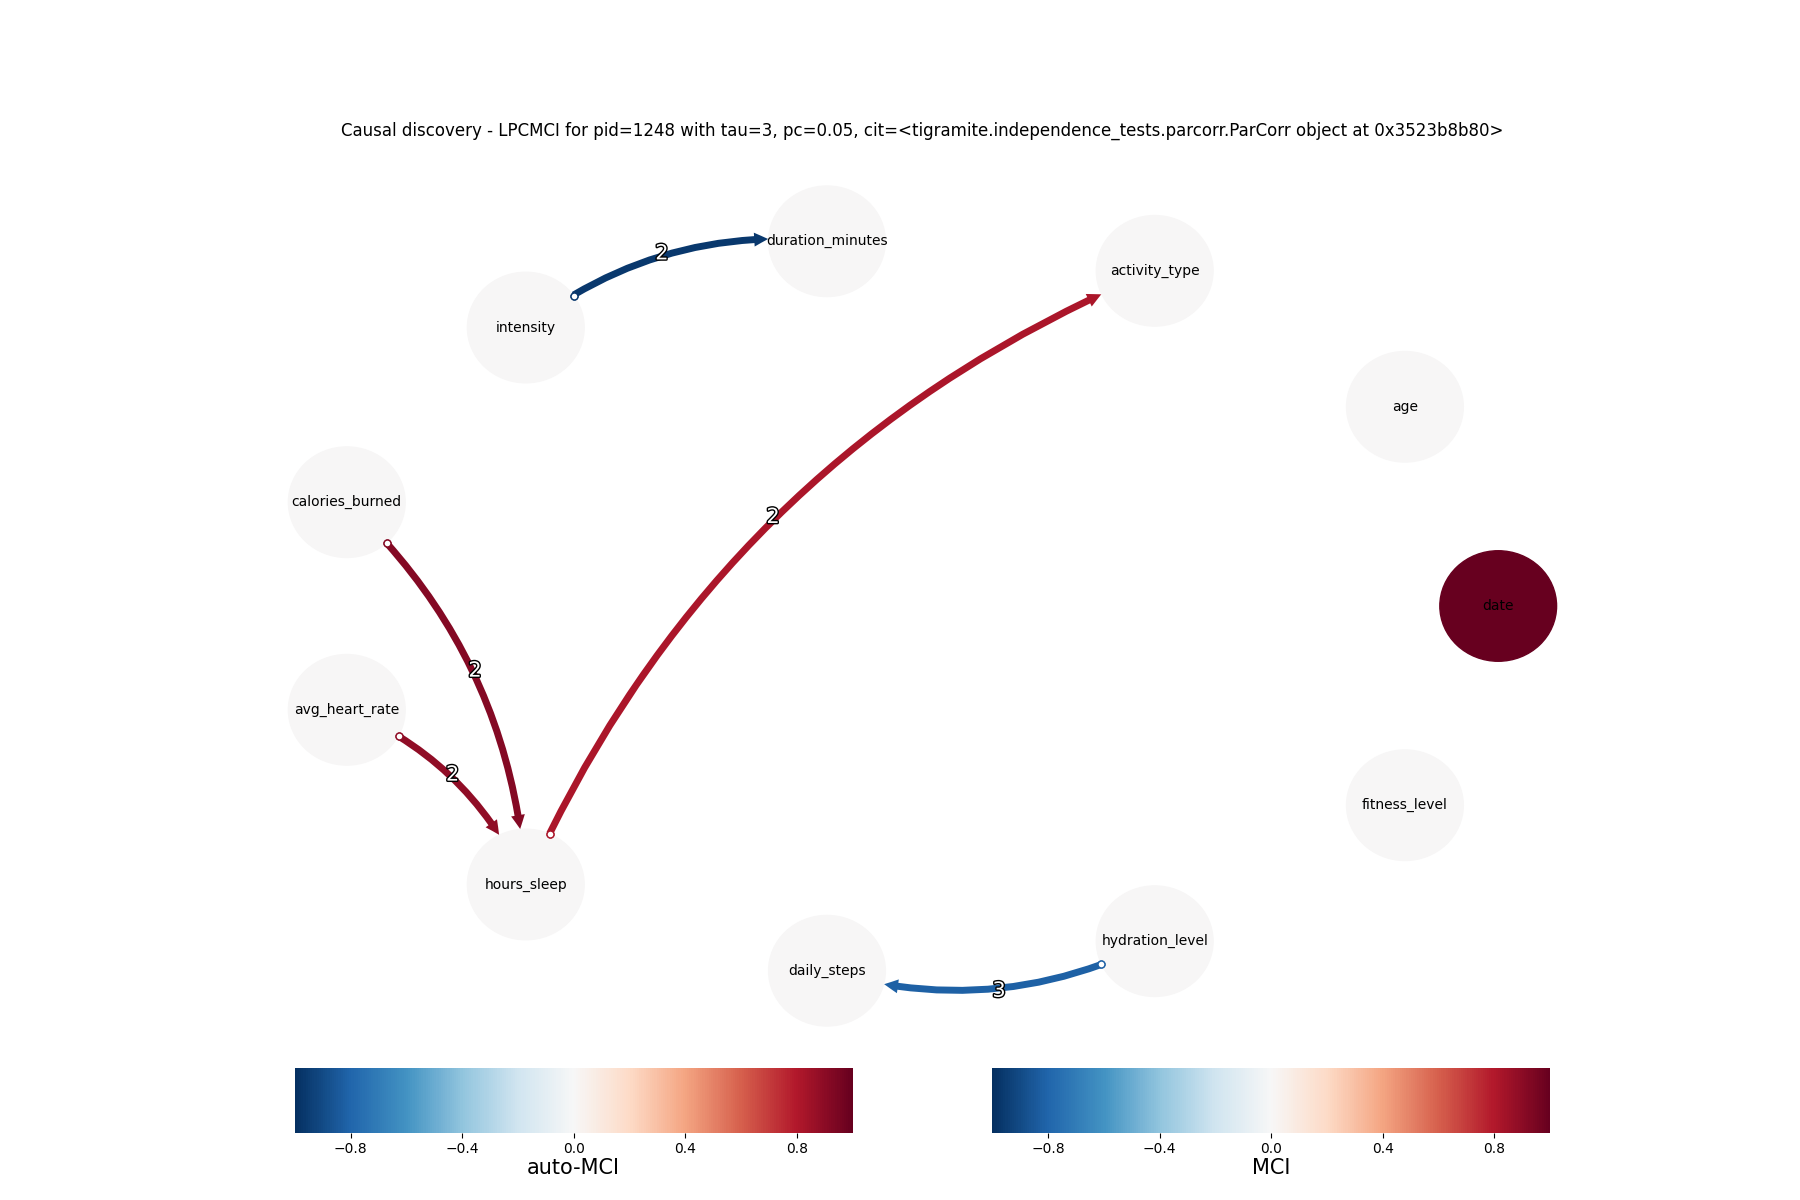 Causal discovery - LPCMCI for pid=1248 with tau=3, pc=0.05, cit=<tigramite.independence_tests.parcorr.ParCorr object at 0x3523b8b80>
duration_minutes
2
activity_type
intensity
age
calories_burned
2
date
2
avg_heart_rate
2
fitness_level
hours_sleep
hydration_level
daily_steps
3
−0.8 −0.4 0.0 0.4 0.8
auto-MCI
−0.8 −0.4 0.0 0.4 0.8
MCI